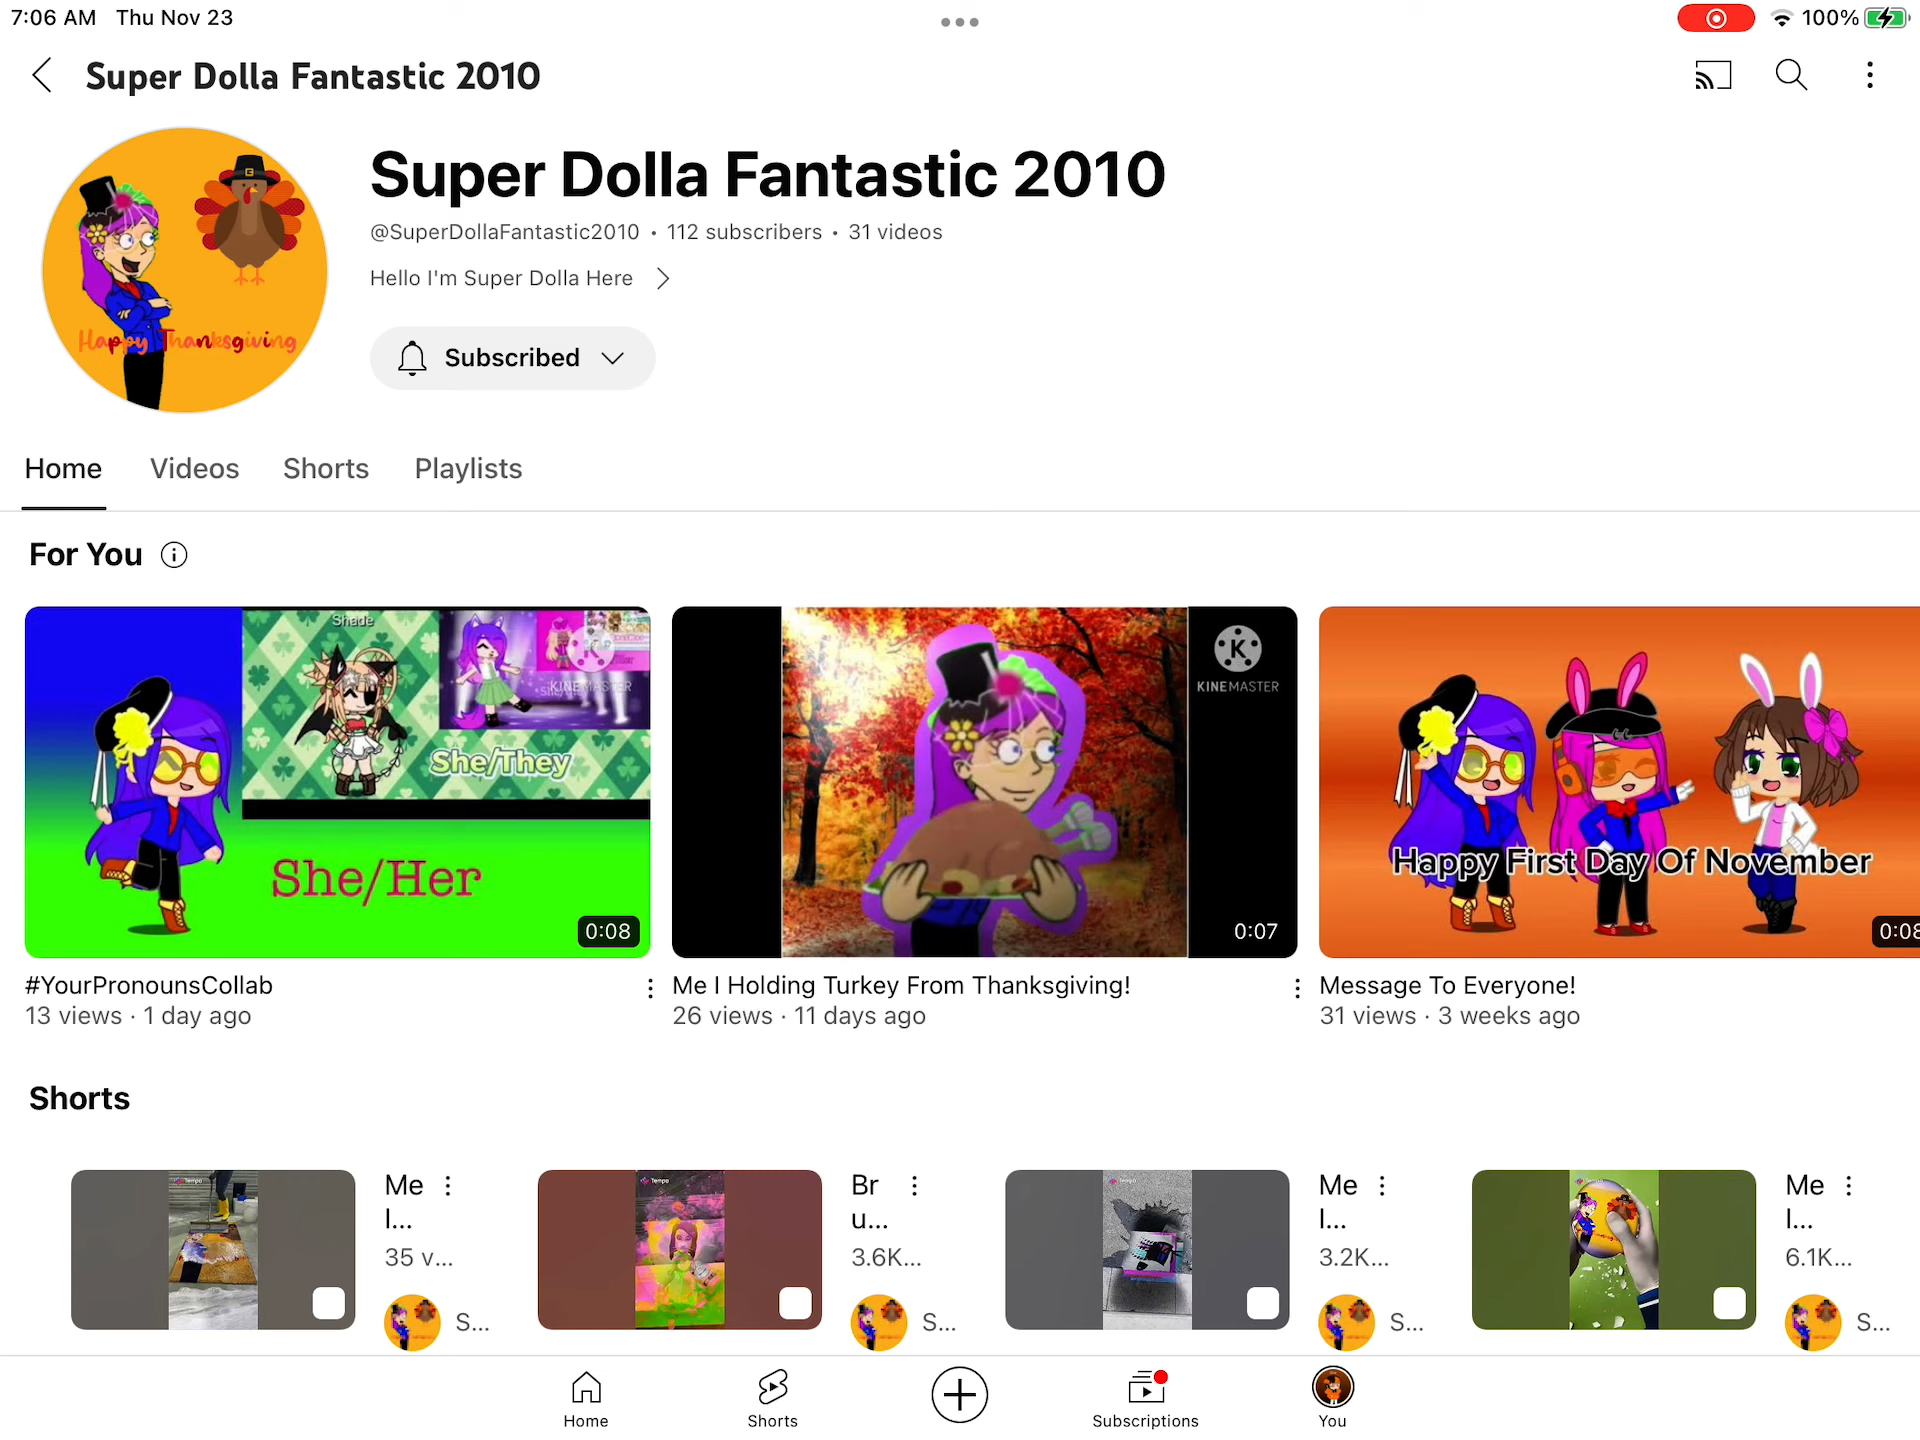 7:06 AM Thu Nov 23
100%
Super Dolla Fantastic 2010
Super Dolla Fantastic 2010
@SuperDollaFantastic2010 • 112 subscribers • 31 videos
Hello I'm Super Dolla Here
Subscribed
Happy Thanksgiving
Home Videos Shorts Playlists
For You
Shade
KINEMASTER
She/They
She/Her
0:08
K
KINEMASTER
0:07
Happy First Day Of November
0:08
#YourPronounsCollab
13 views · 1 day ago
Me I Holding Turkey From Thanksgiving!
26 views · 11 days ago
Message To Everyone!
31 views · 3 weeks ago
Shorts
Tempo
Me
I...
35 v...
S...
Tempo
Br
u...
3.6K...
S...
Tempo
Me
I...
3.2K...
S...
Tempo
Me
I...
6.1K...
S...
Home
Shorts
Subscriptions
You